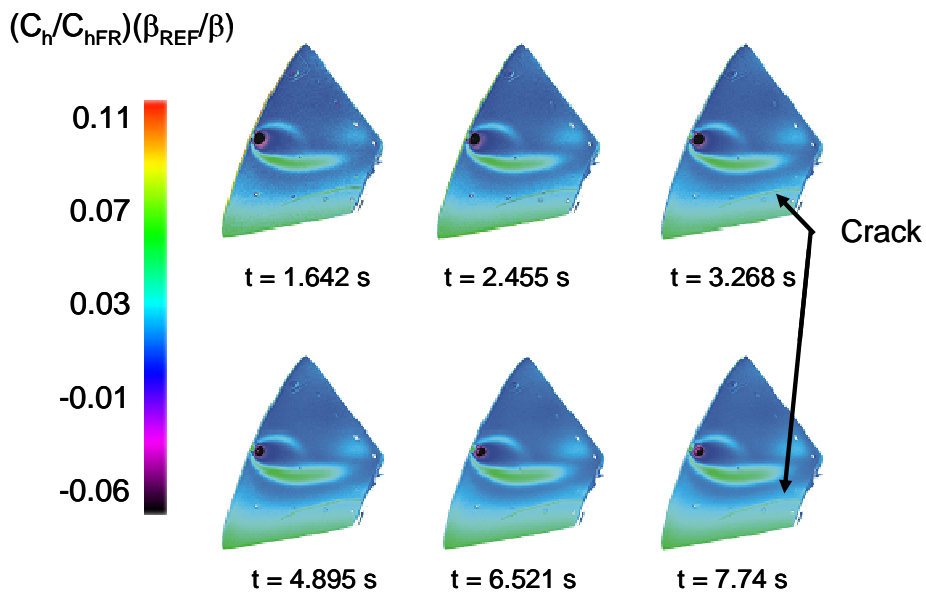 (Ch/ChFR)(βREF/β)
0.11
0.07
0.03
-0.01
-0.06
t = 1.642 s
t = 2.455 s
t = 3.268 s
Crack
t = 4.895 s
t = 6.521 s
t = 7.74 s